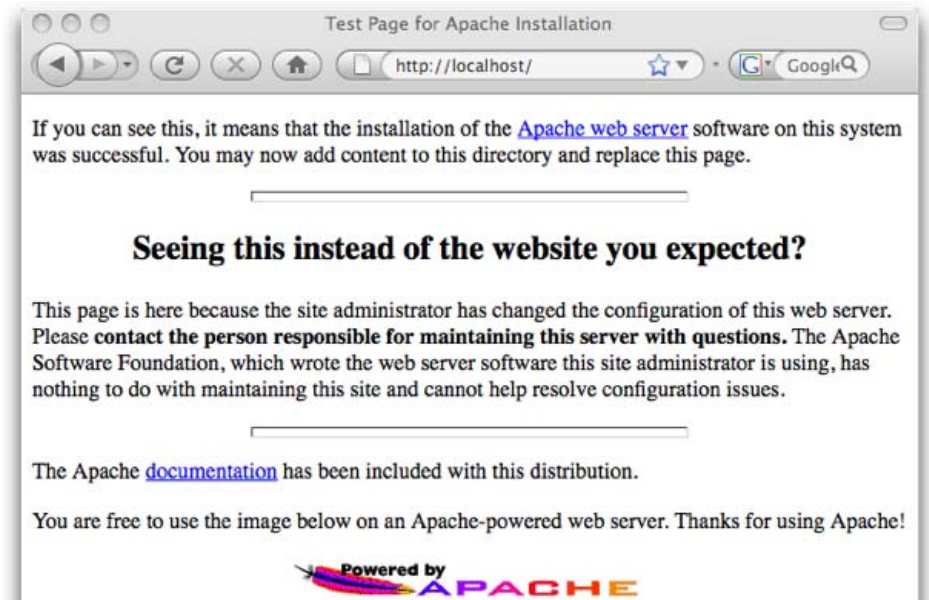 Test Page for Apache Installation
http://localhost/
G Google
If you can see this, it means that the installation of the Apache web server software on this system
was successful. You may now add content to this directory and replace this page.
Seeing this instead of the website you expected?
This page is here because the site administrator has changed the configuration of this web server.
Please contact the person responsible for maintaining this server with questions. The Apache
Software Foundation, which wrote the web server software this site administrator is using, has
nothing to do with maintaining this site and cannot help resolve configuration issues.
The Apache documentation has been included with this distribution.
You are free to use the image below on an Apache-powered web server. Thanks for using Apache!
Powered by
APACHE